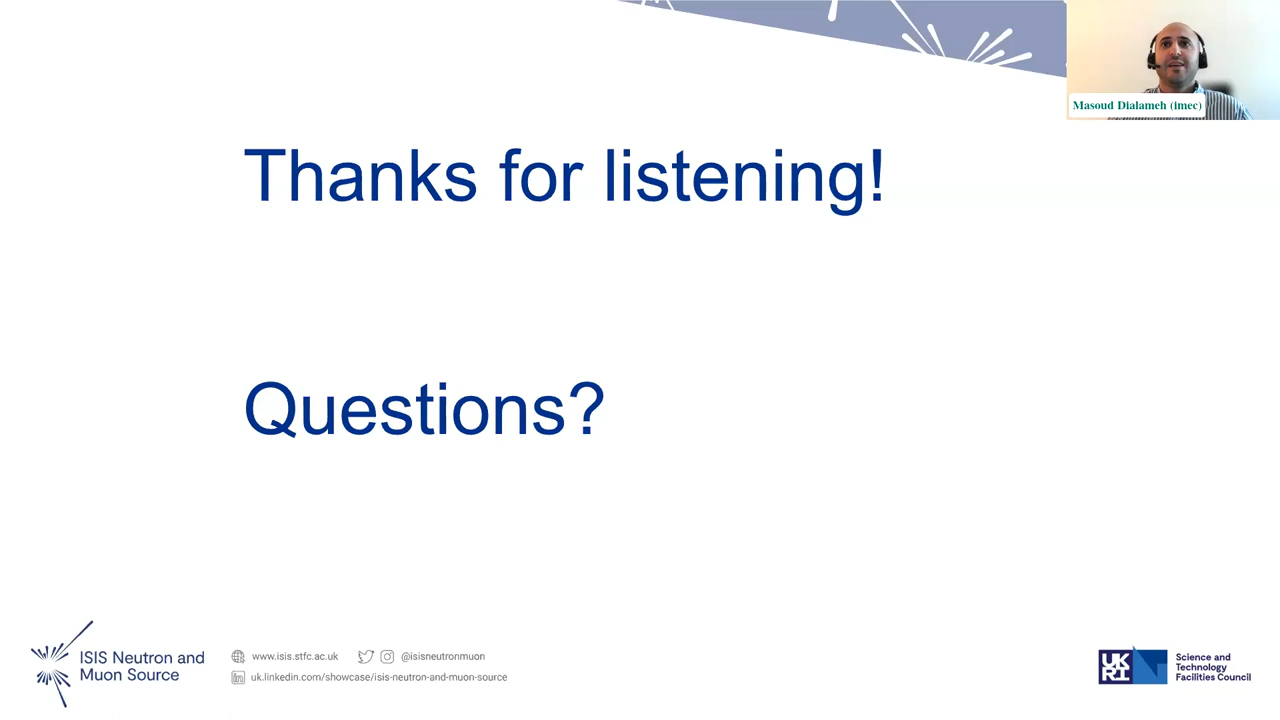 Masoud Dialameh (imec)
Thanks for listening!
Questions?
ISIS Neutron and
Muon Source
www.isis.stfc.ac.uk
@isisneutronmuon
uk.linkedin.com/showcase/isis-neutron-and-muon-source
UK
RI
Science and
Technology
Facilities Council